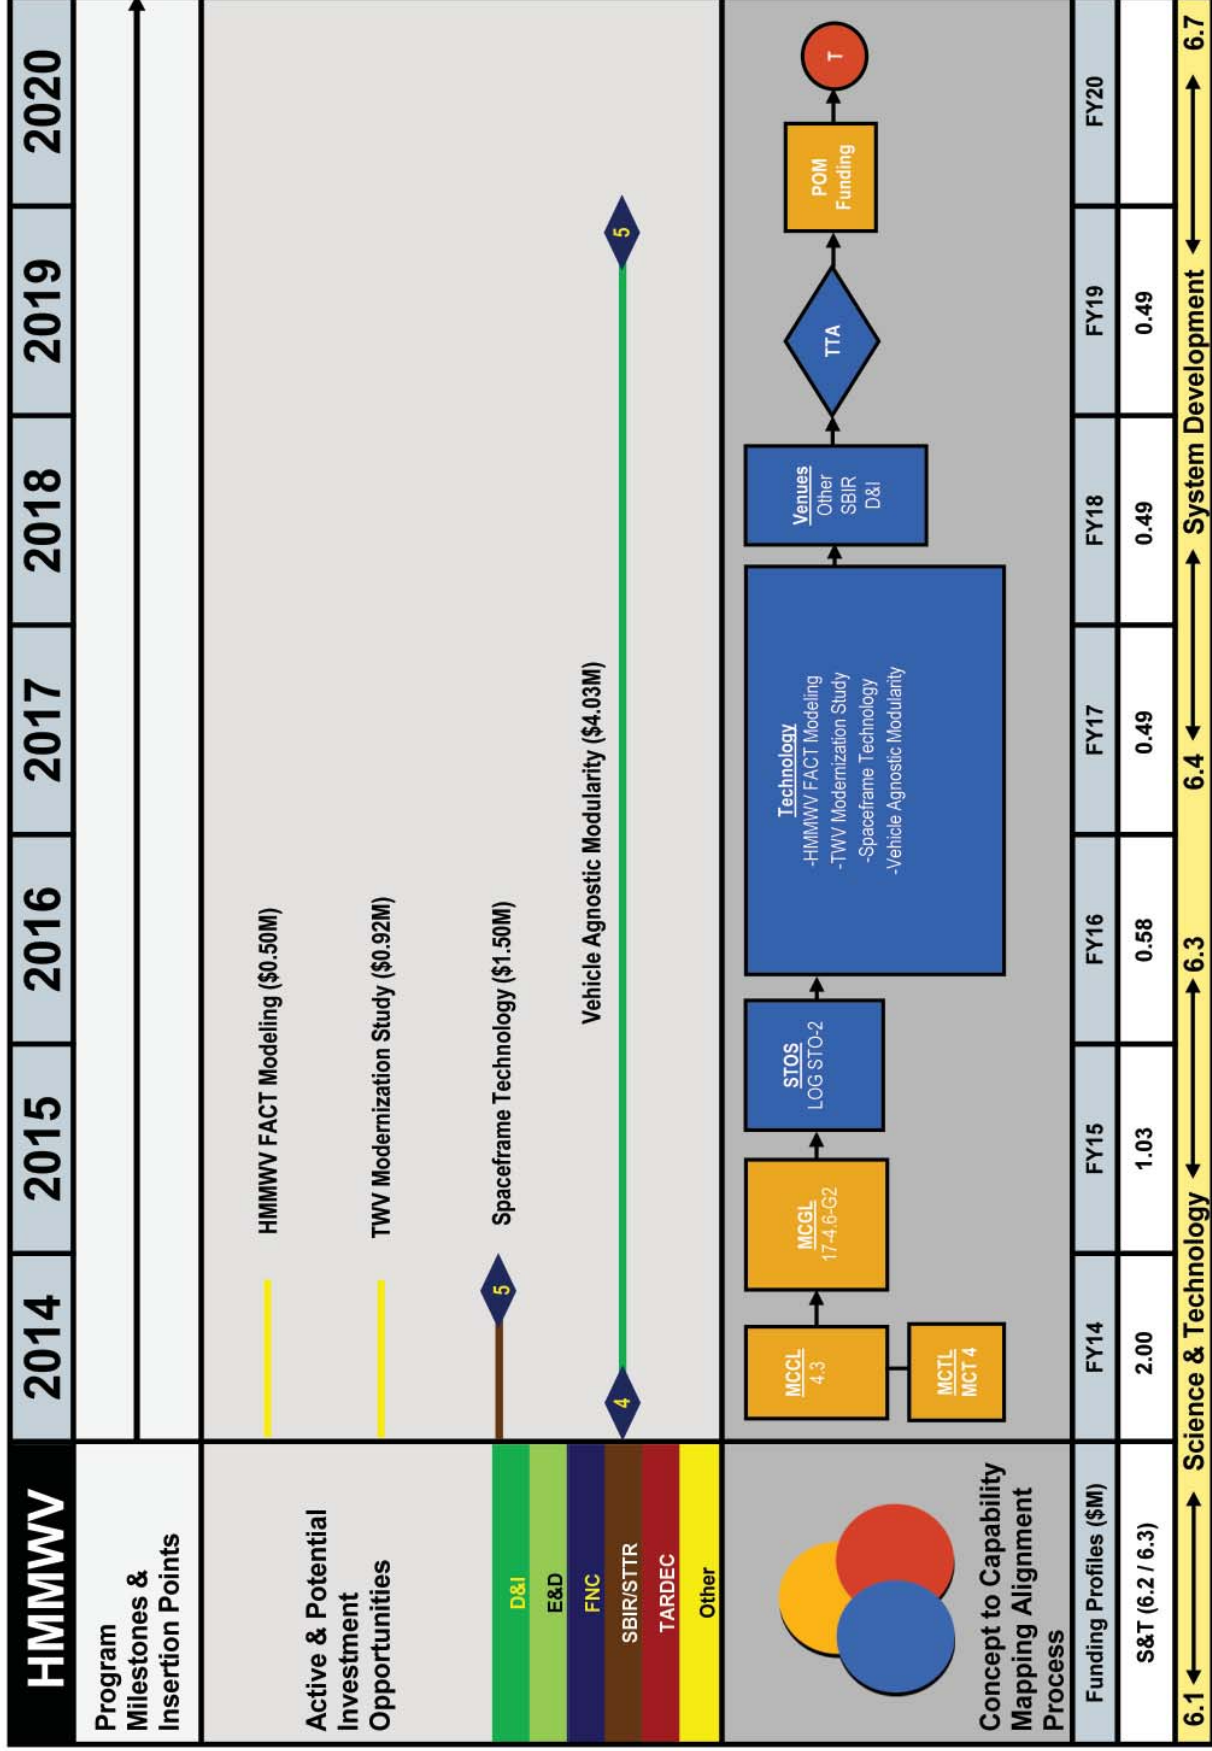 HMMWV 2014 2015 2016 2017 2018 2019 2020
Program
Milestones &
Insertion Points
Active & Potential
Investment
Opportunities
D&I
E&D
FNC
SBIR/STTR
TARDEC
Other
HMMWV FACT Modeling ($0.50M)
TWV Modernization Study ($0.92M)
5 Spaceframe Technology ($1.50M)
Vehicle Agnostic Modularity ($4.03M)
4 5
Concept to Capability
Mapping Alignment
Process
MCCL
4.3
MCTL
MCT 4
MCGL
17-4.6-G2
STOS
LOG STO-2
Technology
-HMMWV FACT Modeling
-TWV Modernization Study
-Spaceframe Technology
-Vehicle Agnostic Modularity
Venues
Other
SBIR
D&I
TTA
POM
Funding
T
Funding Profiles ($M) FY14 FY15 FY16 FY17 FY18 FY19 FY20
S&T (6.2 / 6.3) 2.00 1.03 0.58 0.49 0.49 0.49
6.1 Science & Technology 6.3 6.4 System Development 6.7